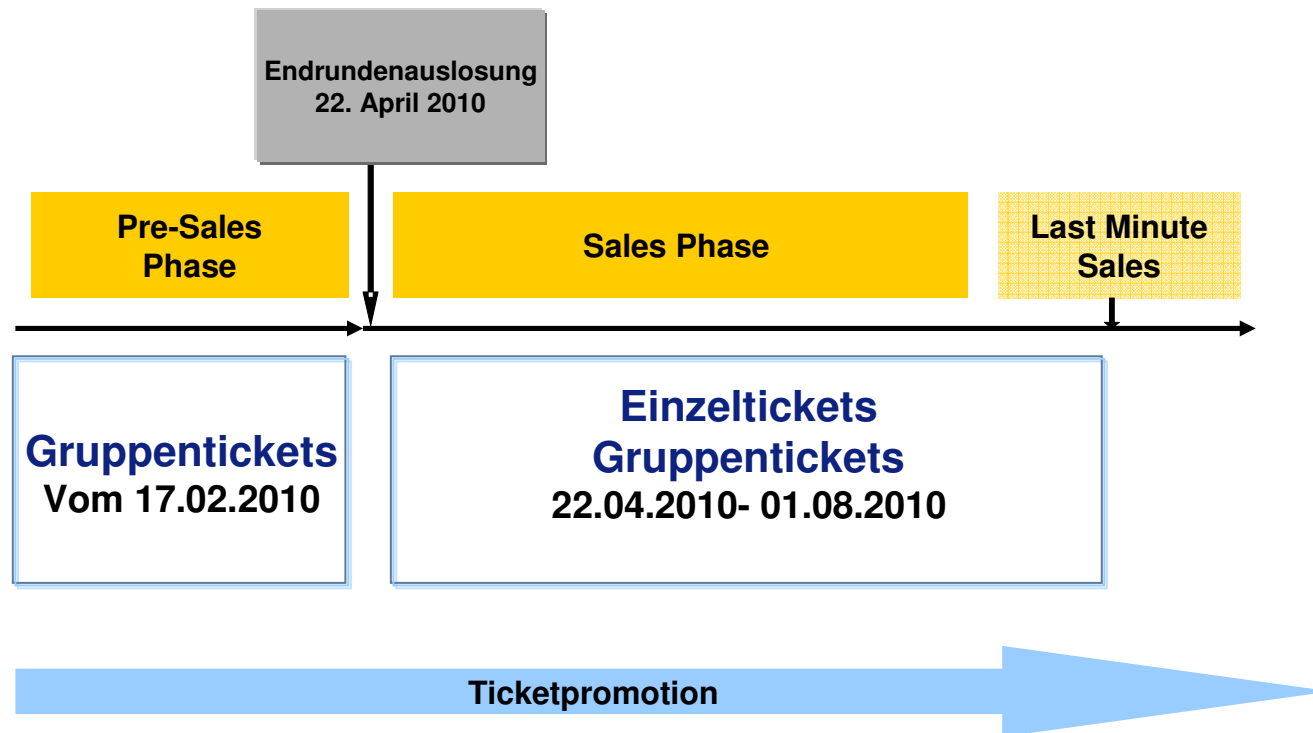 Endrundenauslosung
22. April 2010
Pre-Sales
Phase
Sales Phase
Last Minute
Sales
Gruppentickets
Vom 17.02.2010
Einzeltickets
Gruppentickets
22.04.2010- 01.08.2010
Ticketpromotion